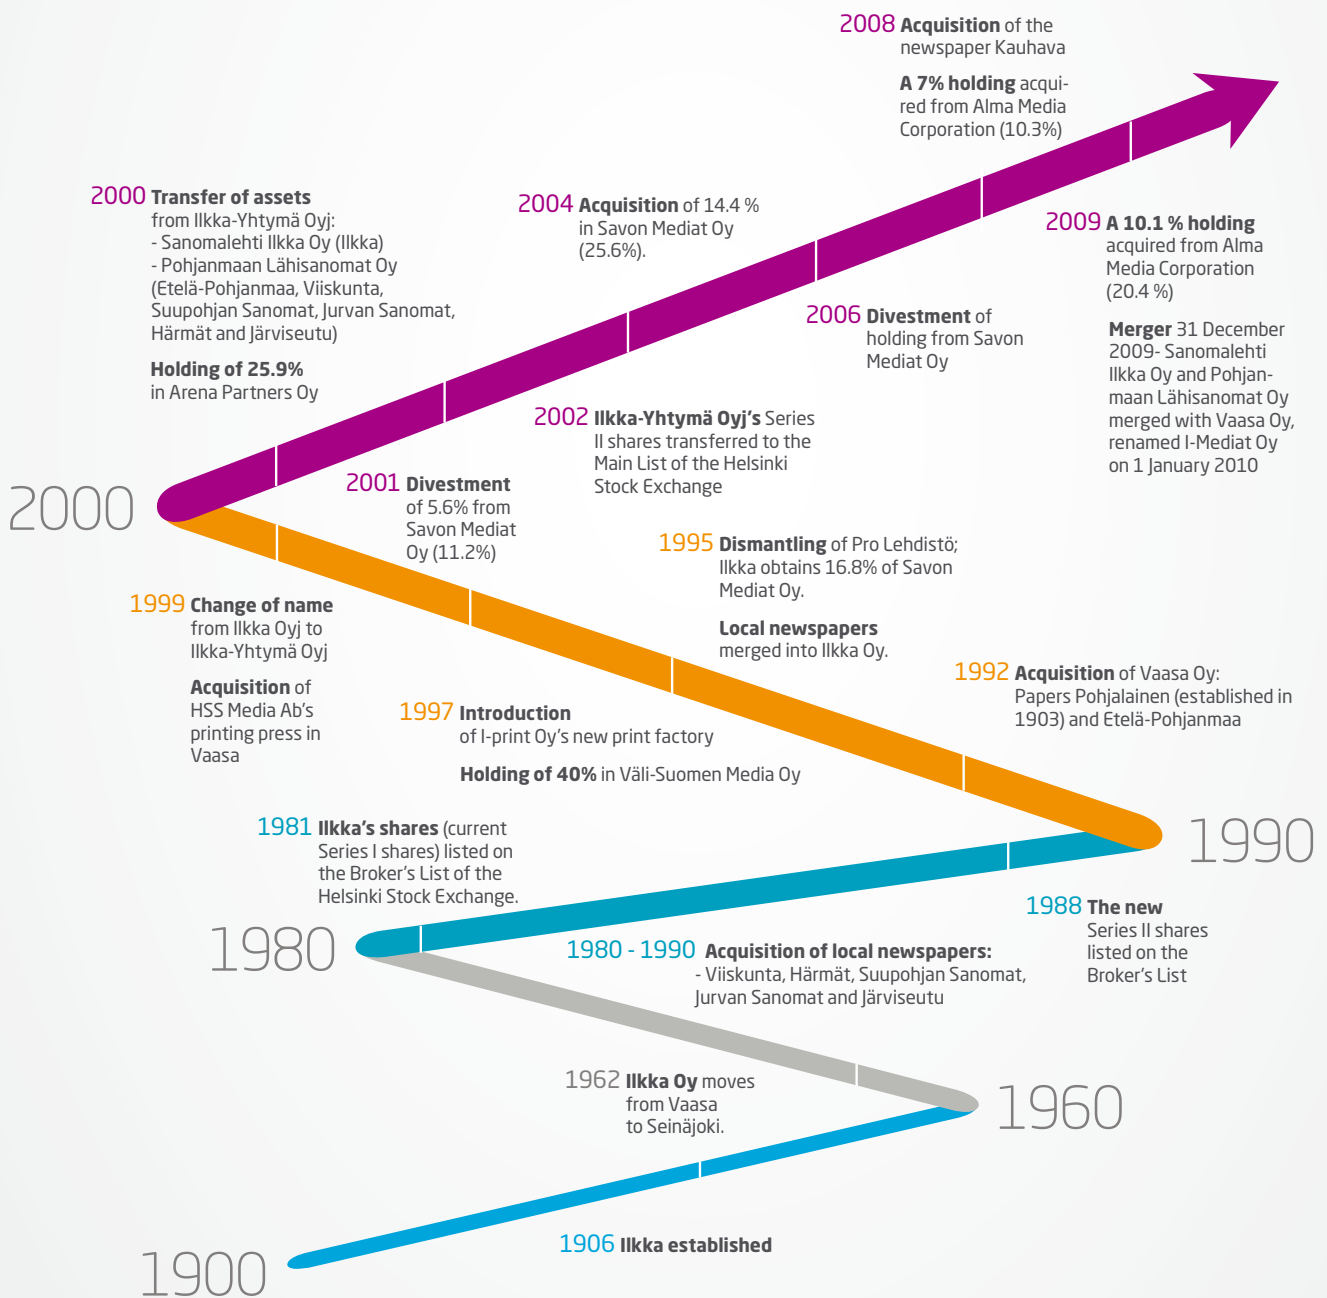 2008 Acquisition of the
newspaper Kauhava
A 7% holding acqui-
red from Alma Media
Corporation (10.3%)
2000 Transfer of assets
from Ilkka-Yhtymä Oyj:
- Sanomalehti Ilkka Oy (Ilkka)
- Pohjanmaan Lähisanomat Oy
(Etelä-Pohjanmaa, Viiskunta,
Suupohjan Sanomat, Jurvan Sanomat,
Härmät and Järviseutu)
Holding of 25.9%
in Arena Partners Oy
2004 Acquisition of 14.4 %
in Savon Mediat Oy
(25.6%).
2009 A 10.1 % holding
acquired from Alma
Media Corporation
(20.4 %)
Merger 31 December
2009- Sanomalehti
Ilkka Oy and Pohjan-
maan Lähisanomat Oy
merged with Vaasa Oy,
renamed I-Mediat Oy
on 1 January 2010
2006 Divestment of
holding from Savon
Mediat Oy
2002 Ilkka-Yhtymä Oyj's Series
II shares transferred to the
Main List of the Helsinki
Stock Exchange
2001 Divestment
of 5.6% from
Savon Mediat
Oy (11.2%)
2000
1995 Dismantling of Pro Lehdistö;
Ilkka obtains 16.8% of Savon
Mediat Oy.
Local newspapers
merged into Ilkka Oy.
1999 Change of name
from Ilkka Oyj to
Ilkka-Yhtymä Oyj
Acquisition of
HSS Media Ab's
printing press in
Vaasa
1997 Introduction
of I-print Oy's new print factory
Holding of 40% in Väli-Suomen Media Oy
1992 Acquisition of Vaasa Oy:
Papers Pohjalainen (established in
1903) and Etelä-Pohjanmaa
1990
1981 Ilkka's shares (current
Series I shares) listed on
the Broker's List of the
Helsinki Stock Exchange.
1988 The new
Series II shares
listed on the
Broker's List
1980
1980 - 1990 Acquisition of local newspapers:
- Viiskunta, Härmät, Suupohjan Sanomat,
Jurvan Sanomat and Järviseutu
1962 Ilkka Oy moves
from Vaasa
to Seinäjoki.
1960
1906 Ilkka established
1900